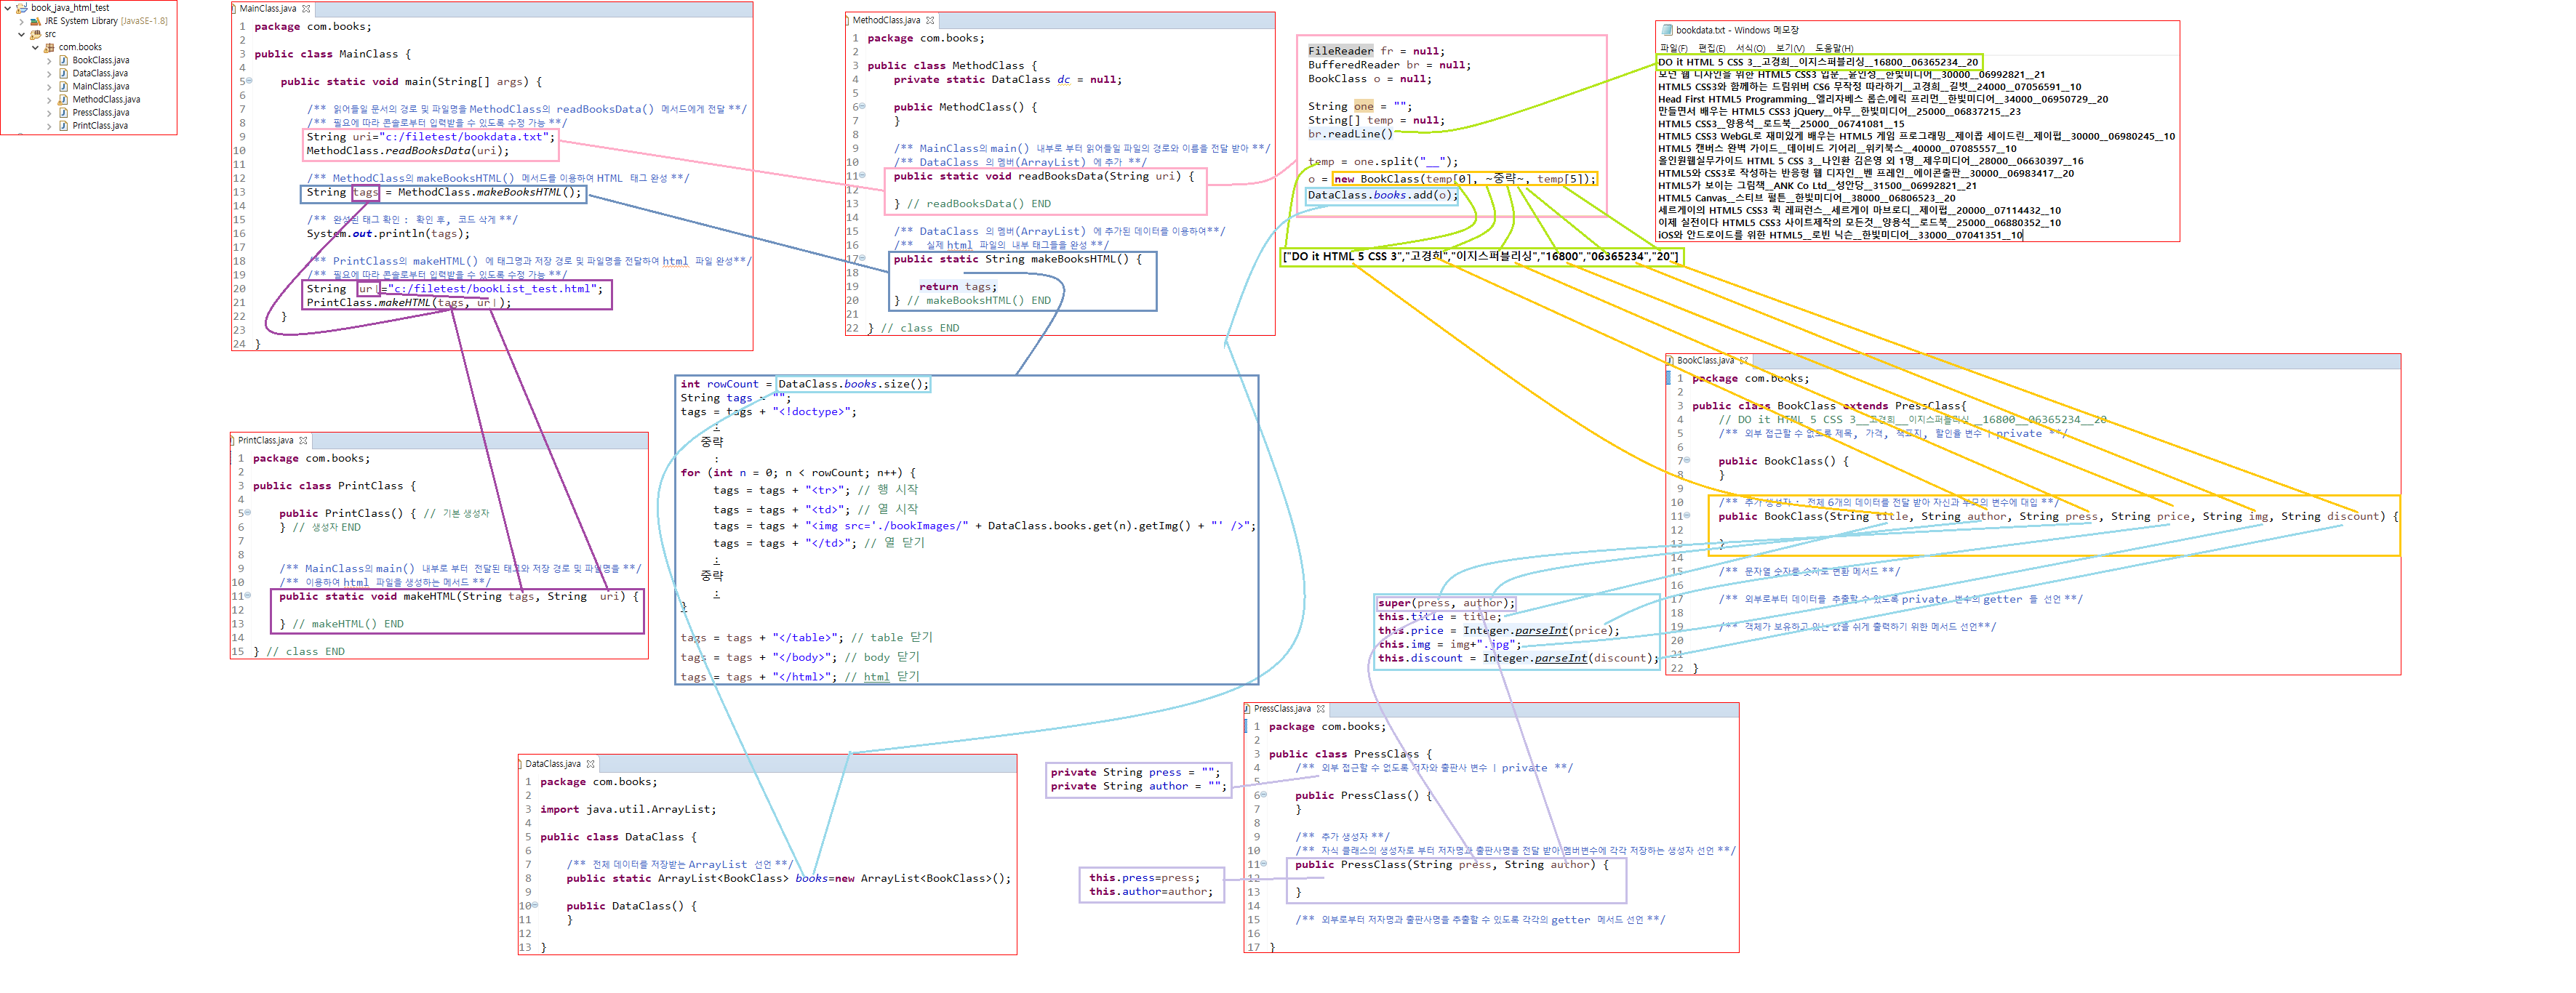 book_java_html_test
JRE System Library [JavaSE-1.8]
src
com.books
BookClass.java
DataClass.java
MainClass.java
MethodClass.java
PressClass.java
PrintClass.java
MainClass.java
1 package com.books;
2
3 public class MainClass {
4
5 public static void main(String[] args) {
6
7 /** 읽어들일 문서의 경로 및 파일명을 MethodClass의 readBooksData() 메서드에게 전달 **/
8 /** 필요에 따라 콘솔로부터 입력받을 수 있도록 수정 가능 **/
9 String uri="c:/filetest/bookdata.txt";
10 MethodClass.readBooksData(uri);
11
12 /** MethodClass의 makeBooksHTML() 메서드를 이용하여 HTML 태그 완성 **/
13 String tags = MethodClass.makeBooksHTML();
14
15 /** 완성된 태그 확인 : 확인 후, 코드 삭제 **/
16 System.out.println(tags);
17
18 /** PrintClass의 makeHTML() 에 태그명과 저장 경로 및 파일명을 전달하여 html 파일 완성**/
19 /** 필요에 따라 콘솔로부터 입력받을 수 있도록 수정 가능 **/
20 String url="c:/filetest/bookList_test.html";
21 PrintClass.makeHTML(tags, url);
22 }
23
24 }
MethodClass.java
1 package com.books;
2
3 public class MethodClass {
4 private static DataClass dc = null;
5
6 public MethodClass() {
7 }
8
9 /** MainClass의 main() 내부로 부터 읽어들일 파일의 경로와 이름을 전달 받아 **/
10 /** DataClass 의 멤버(ArrayList) 에 추가 **/
11 public static void readBooksData(String uri) {
12
13 } // readBooksData() END
14
15 /** DataClass 의 멤버(ArrayList) 에 추가된 데이터를 이용하여**/
16 /** 실제 html 파일의 내부 태그들을 완성 **/
17 public static String makeBooksHTML() {
18
19 return tags;
20 } // makeBooksHTML() END
21
22 } // class END
FileReader fr = null;
BufferedReader br = null;
BookClass o = null;
String one = "";
String[] temp = null;
br.readLine()
temp = one.split("__");
o = new BookClass(temp[0], ~중략~, temp[5]);
DataClass.books.add(o);
bookdata.txt - Windows 메모장
파일(F) 편집(E) 서식(O) 보기(V) 도움말(H)
DO it HTML 5 CSS 3__고경희__이지스퍼블리싱__16800__06365234__20
모던 웹 디자인을 위한 HTML5 CSS3 입문__윤인성__한빛미디어__30000__06992821__21
HTML5 CSS3와 함께하는 드림위버 CS6 무작정 따라하기__고경희__길벗__24000__07056591__10
Head First HTML5 Programming__엘리자베스 롭슨,에릭 프리먼__한빛미디어__34000__06950729__20
만들면서 배우는 HTML5 CSS3 jQuery__야무__한빛미디어__25000__06837215__23
HTML5 CSS3__양용석__로드북__25000__06741081__15
HTML5 CSS3 WebGL로 재미있게 배우는 HTML5 게임 프로그래밍__제이콥 세이드린__제이펍__30000__06980245__10
HTML5 캔버스 완벽 가이드__데이비드 기어리__위키북스__40000__07085557__10
올인원웹실무가이드 HTML 5 CSS 3__나인환 김은영 외 1명__제우미디어__28000__06630397__16
HTML5와 CSS3로 작성하는 반응형 웹 디자인__벤 프레인__에이콘출판__30000__06983417__20
HTML5가 보이는 그림책__ANK Co Ltd__성안당__31500__06992821__21
HTML5 Canvas__스티브 펄튼__한빛미디어__38000__06806523__20
세르게이의 HTML5 CSS3 퀵 레퍼런스__세르게이 마브로디__제이펍__20000__07114432__10
이제 실전이다 HTML5 CSS3 사이트제작의 모든것__양용석__로드북__25000__06880352__10
iOS와 안드로이드를 위한 HTML5__로빈 닉슨__한빛미디어__33000__07041351__10
["DO it HTML 5 CSS 3","고경희","이지스퍼블리싱","16800","06365234","20"]
BookClass.java
1 package com.books;
2
3 public class BookClass extends PressClass{
4 // DO it HTML 5 CSS 3__고경희__이지스퍼블리싱__16800__06365234__20
5 /** 외부 접근할 수 없도록 제목, 가격, 책표지, 할인율 변수 | private **/
6
7 public BookClass() {
8 }
9
10 /** 추가 생성자 : 전체 6개의 데이터를 전달 받아 자신과 부모의 변수에 대입 **/
11 public BookClass(String title, String author, String press, String price, String img, String discount) {
12
13 }
14
15 /** 문자열 숫자를 숫자로 변환 메서드 **/
16
17 /** 외부로부터 데이터를 추출할 수 있도록 private 변수의 getter 들 선언 **/
18
19 /** 객체가 보유하고 있는 값을 쉬게 출력하기 위한 메서드 선언**/
20
21
22 }
int rowCount = DataClass.books.size();
String tags = "";
tags = tags + "<!doctype>";
:
중략
:
for (int n = 0; n < rowCount; n++) {
tags = tags + "<tr>"; // 행 시작
tags = tags + "<td>"; // 열 시작
tags = tags + "<img src='./bookImages/" + DataClass.books.get(n).getImg() + "' />";
tags = tags + "</td>"; // 열 닫기
:
중략
:
}
tags = tags + "</table>"; // table 닫기
tags = tags + "</body>"; // body 닫기
tags = tags + "</html>"; // html 닫기
PrintClass.java
1 package com.books;
2
3 public class PrintClass {
4
5 public PrintClass() { // 기본 생성자
6 } // 생성자 END
7
8
9 /** MainClass의 main() 내부로 부터 전달된 태그와 저장 경로 및 파일명을 **/
10 /** 이용하여 html 파일을 생성하는 메서드 **/
11 public static void makeHTML(String tags, String uri) {
12
13 } // makeHTML() END
14
15 } // class END
super(press, author);
this.title = title;
this.price = Integer.parseInt(price);
this.img = img+".jpg";
this.discount = Integer.parseInt(discount);
DataClass.java
1 package com.books;
2
3 import java.util.ArrayList;
4
5 public class DataClass {
6
7 /** 전체 데이터를 저장받는 ArrayList 선언 **/
8 public static ArrayList<BookClass> books=new ArrayList<BookClass>();
9
10 public DataClass() {
11 }
12
13 }
private String press = "";
private String author = "";
this.press=press;
this.author=author;
PressClass.java
1 package com.books;
2
3 public class PressClass {
4 /** 외부 접근할 수 없도록 저자와 출판사 변수 | private **/
5
6 public PressClass() {
7 }
8
9 /** 추가 생성자 **/
10 /** 자식 클래스의 생성자로 부터 저자명과 출판사명을 전달 받아 멤버변수에 각각 저장하는 생성자 선언 **/
11 public PressClass(String press, String author) {
12
13 }
14
15 /** 외부로부터 저자명과 출판사명을 추출할 수 있도록 각각의 getter 메서드 선언 **/
16
17 }